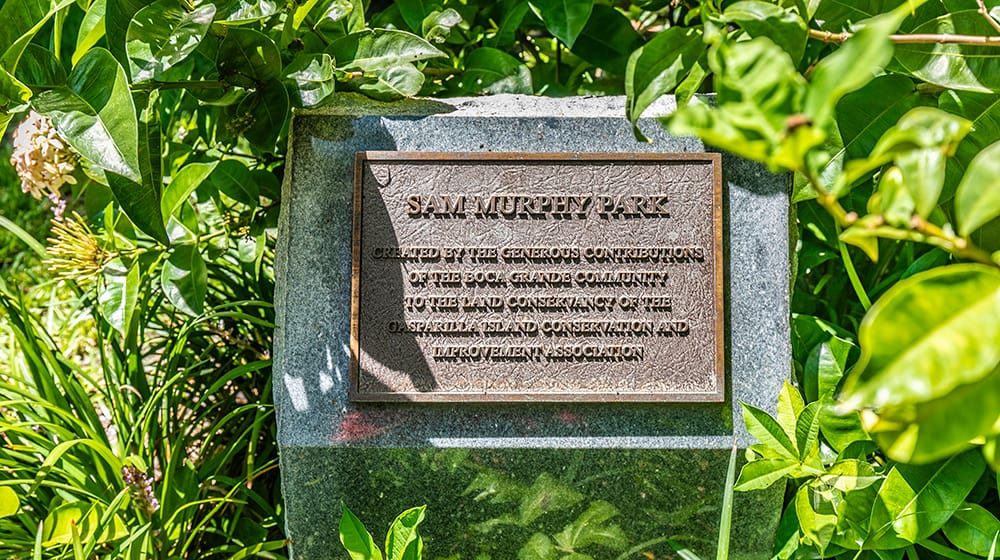 SAM MURPHY PARK
CREATED BY THE GENEROUS CONTRIBUTIONS
OF THE BOCA GRANDE COMMUNITY
TO THE LAND CONSERVANCY OF THE
GASPARILLA ISLAND CONSERVATION AND
IMPROVEMENT ASSOCIATION